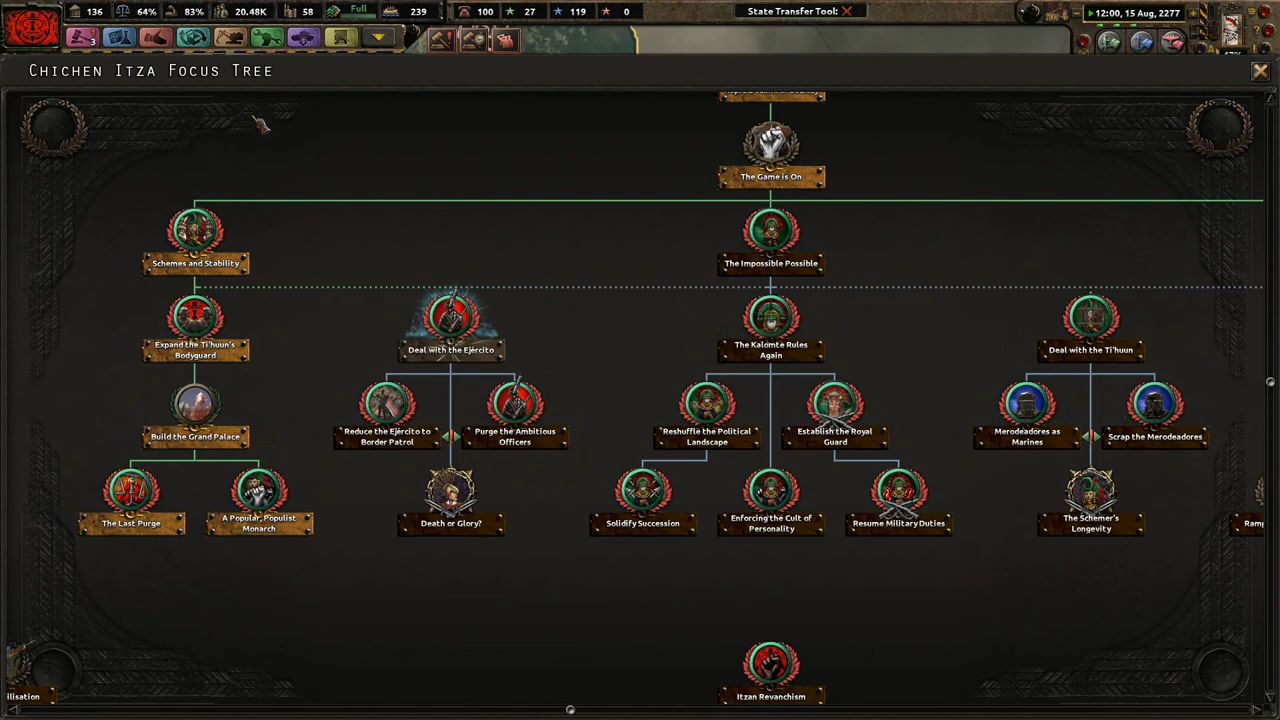 136 64% 83% 20,48K 58 Full 239 100 27 119 0 State Transfer Tool: 12:00, 15 Aug, 2277
3
Chichen Itza Focus Tree
The Game is On
Schemes and Stability
The Impossible Possible
Expand the Ti'huun's
Bodyguard
Deal with the Ejército
The Kalomte Rules
Again
Deal with the Ti'huun
Build the Grand Palace
Reduce the Ejército to
Border Patrol
Purge the Ambitious
Officers
Reshuffle the Political
Landscape
Establish the Royal
Guard
Merodeadores as
Marines
Scrap the Merodeadores
The Last Purge
A Popular, Populist
Monarch
Death or Glory?
Solidify Succession
Enforcing the Cult of
Personality
Resume Military Duties
The Schemer's
Longevity
Ramp
ilisation
Itzan Revanchism